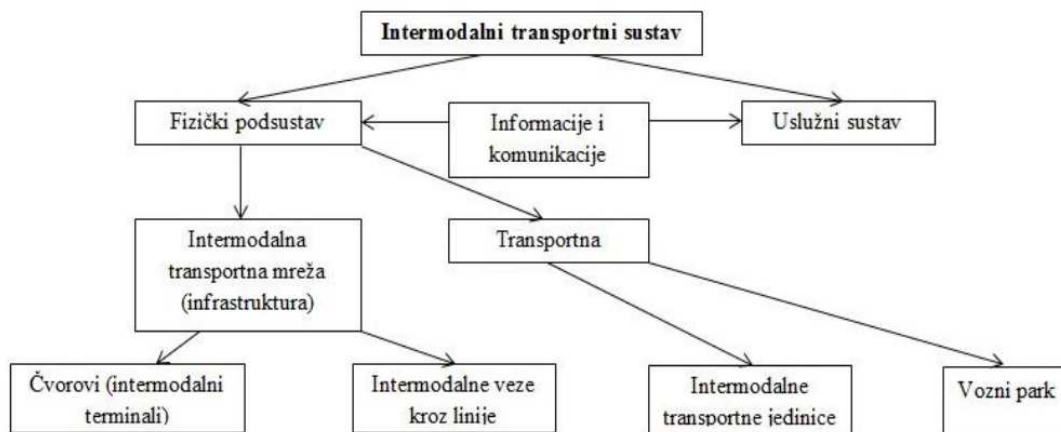 Intermodalni transportni sustav
Fizički podsustav
Informacije i
komunikacije
Uslužni sustav
Intermodalna
transportna mreža
(infrastruktura)
Transportna
Čvorovi (intermodalni
terminali)
Intermodalne veze
kroz linije
Intermodalne
transportne jedinice
Vozni park